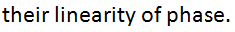 their linearity of phase.